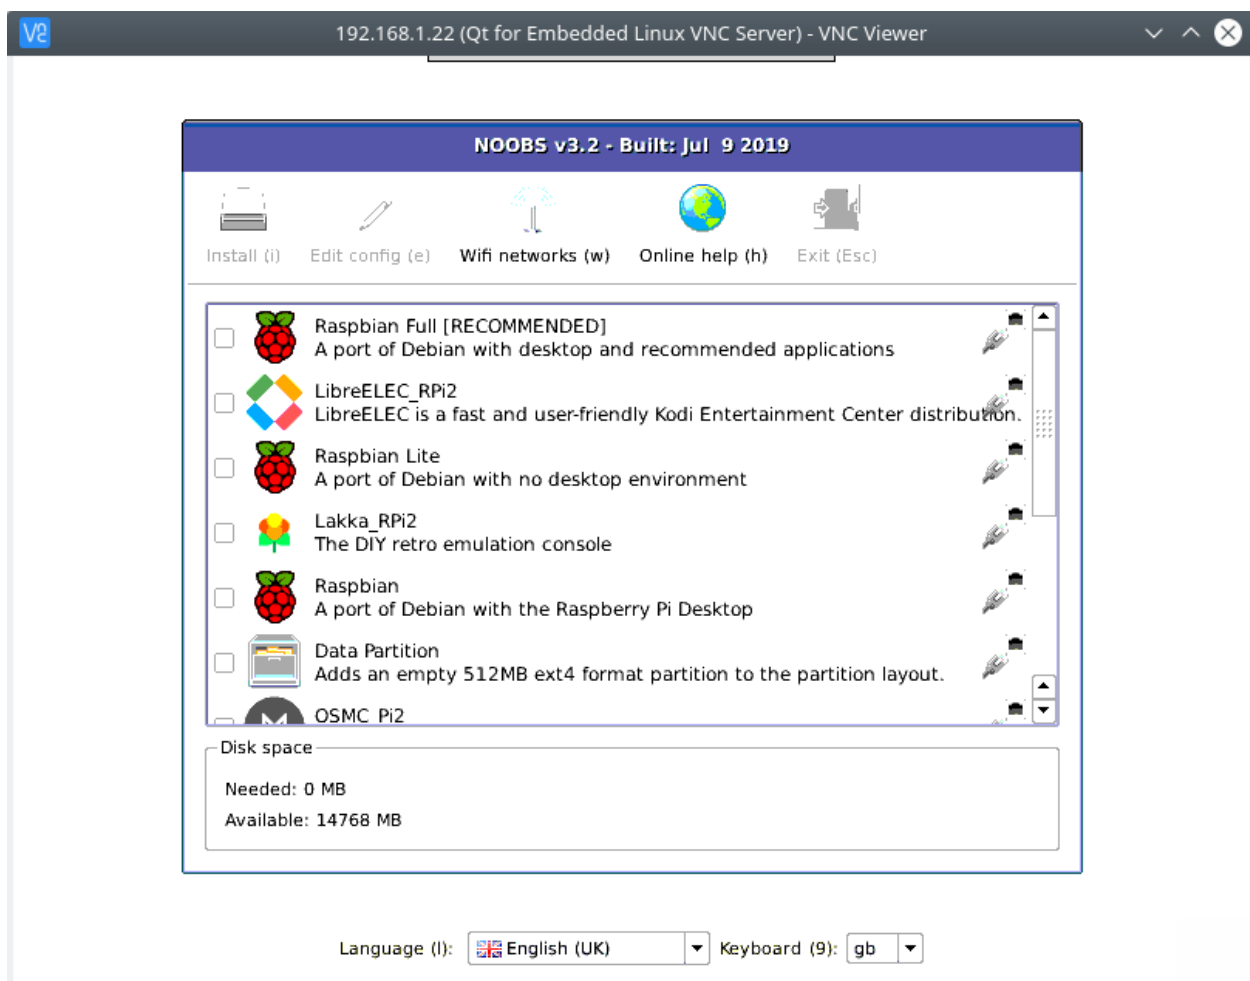 192.168.1.22 (Qt for Embedded Linux VNC Server) - VNC Viewer
NOOBS v3.2 - Built: Jul  9 2019
Install (i)
Edit config (e)
Wifi networks (w)
Online help (h)
Exit (Esc)
Raspbian Full [RECOMMENDED]
A port of Debian with desktop and recommended applications
LibreELEC_RPi2
LibreELEC is a fast and user-friendly Kodi Entertainment Center distribution.
Raspbian Lite
A port of Debian with no desktop environment
Lakka_RPi2
The DIY retro emulation console
Raspbian
A port of Debian with the Raspberry Pi Desktop
Data Partition
Adds an empty 512MB ext4 format partition to the partition layout.
OSMC_Pi2
Disk space
Needed: 0 MB
Available: 14768 MB
Language (l): English (UK) Keyboard (9): gb